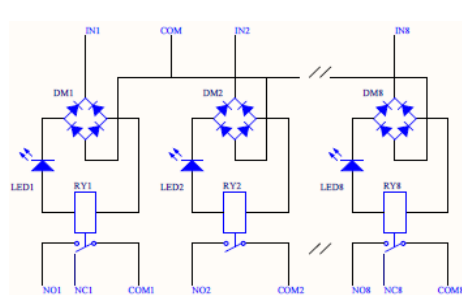 IN1 COM IN2 IN8
DM1 DM2 DM8
LED1 RY1 LED2 RY2 LED8 RY8
NO1 NC1 COM1 NO2 COM2 NO8 NC8 COM8